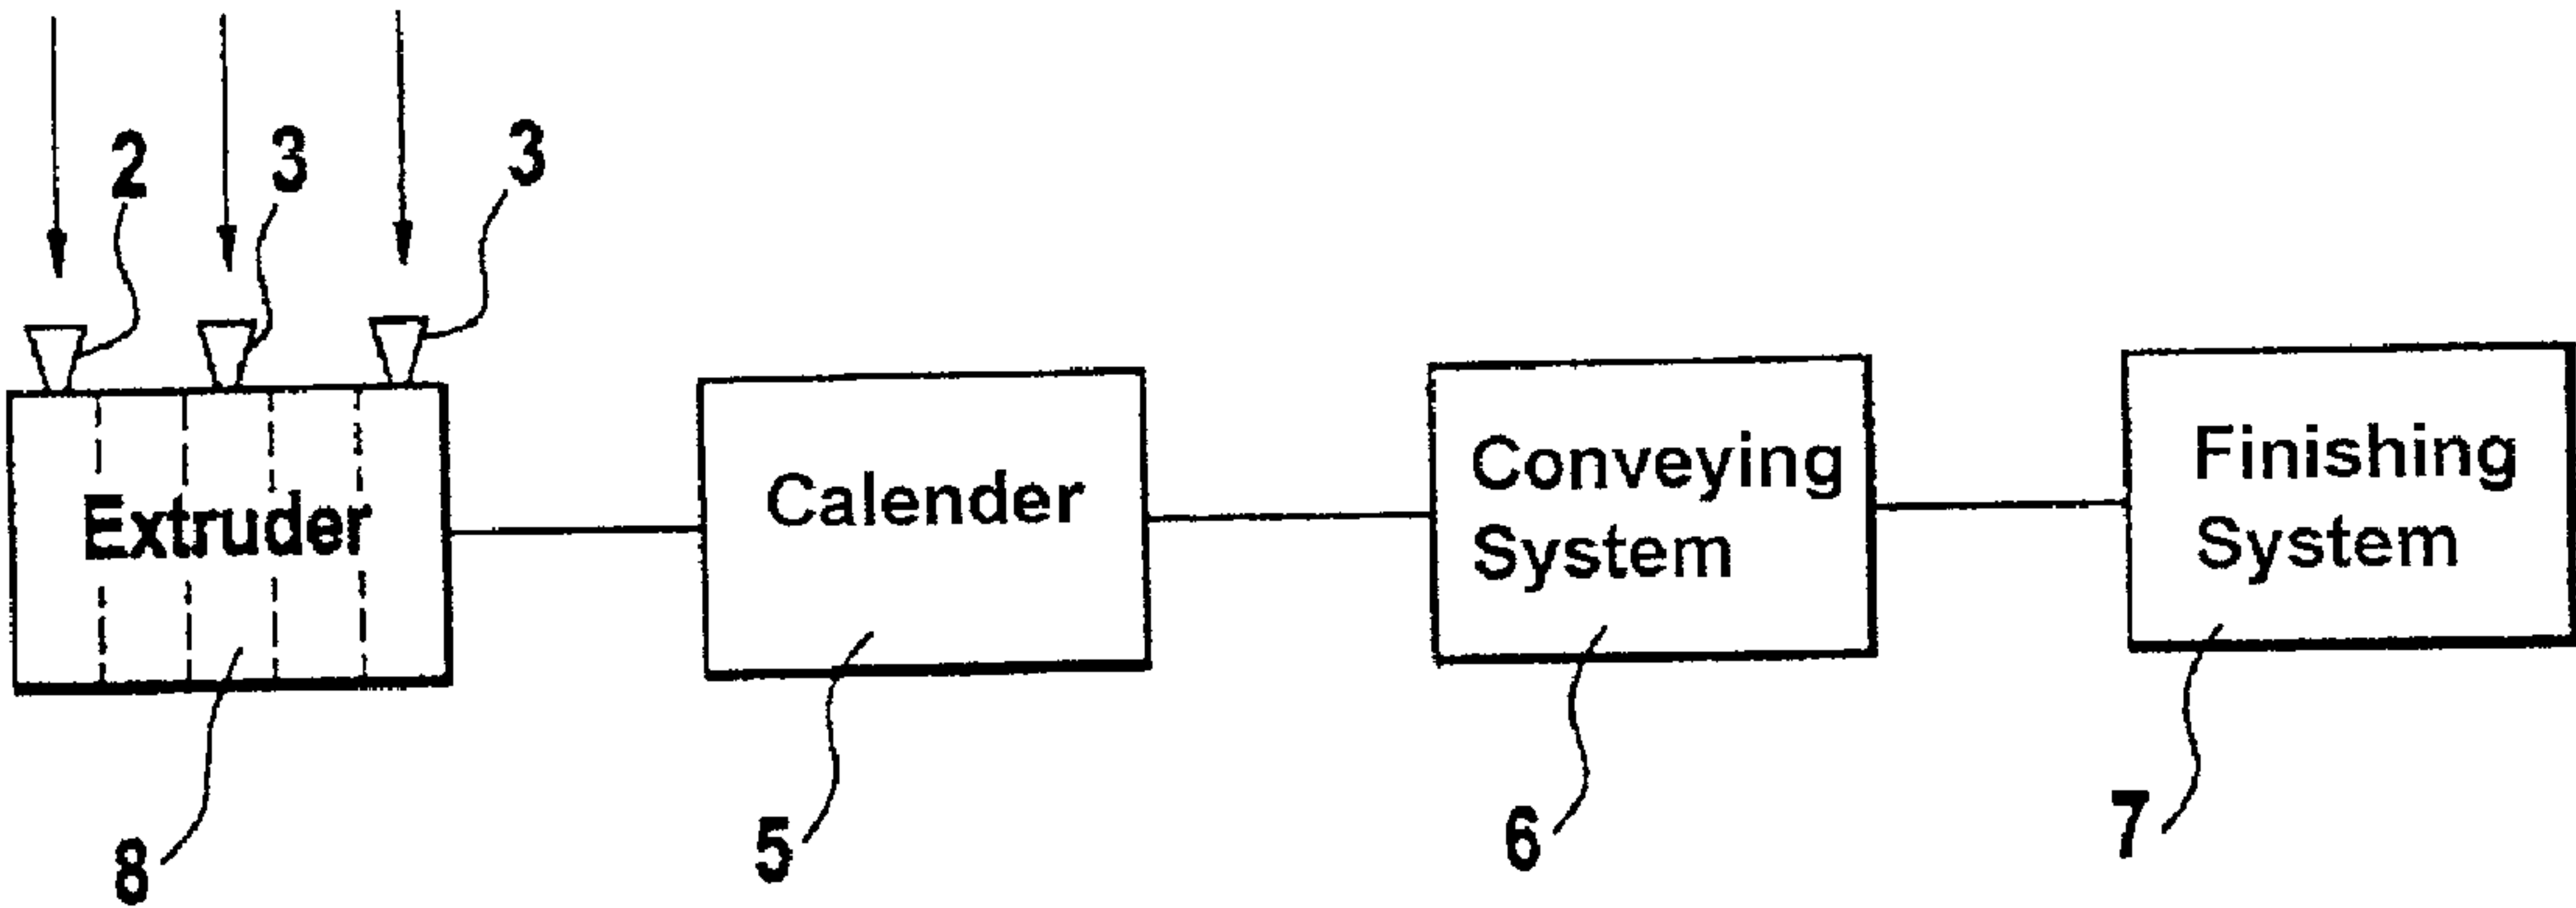 2 3 3
Extruder
Calender
Conveying
System
Finishing
System
8 5 6 7